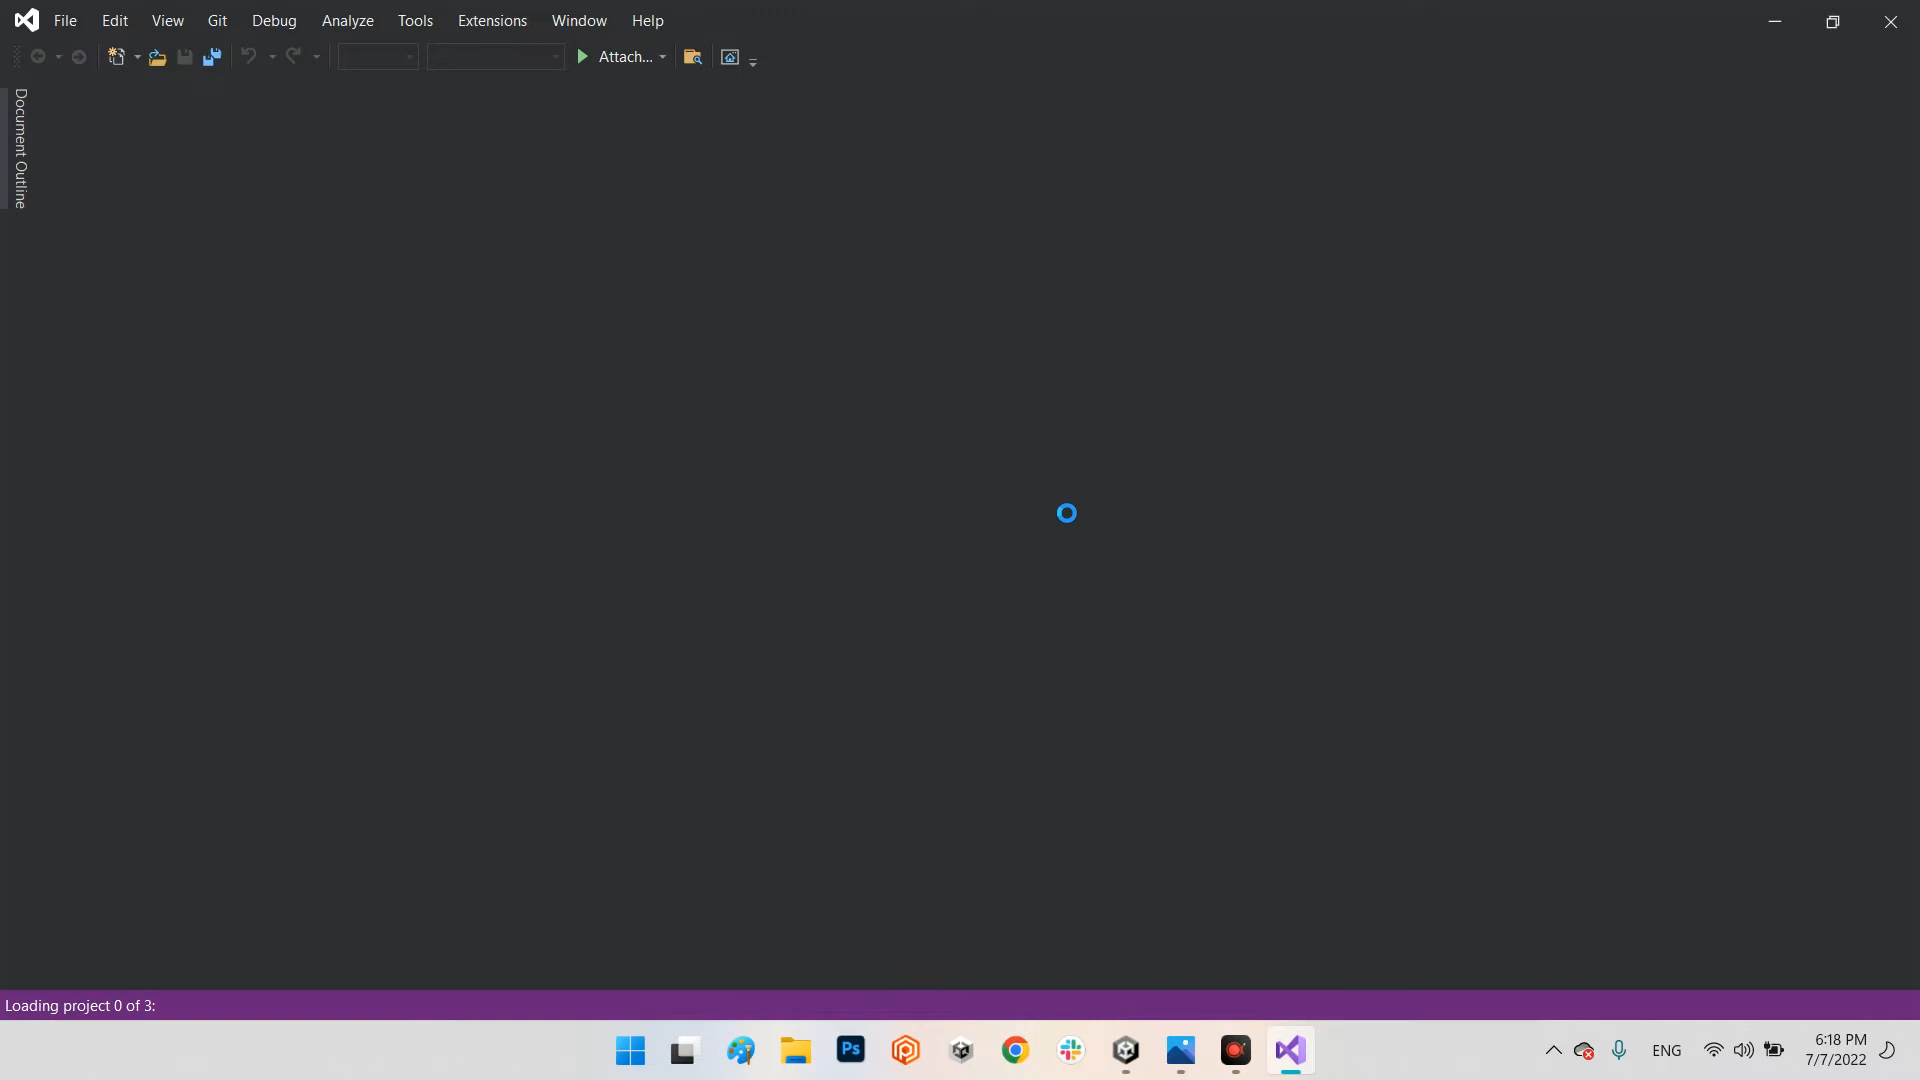 File Edit View Git Debug Analyze Tools Extensions Window Help
Attach...
Document Outline
Loading project 0 of 3:
Ps
ENG
6:18 PM
7/7/2022